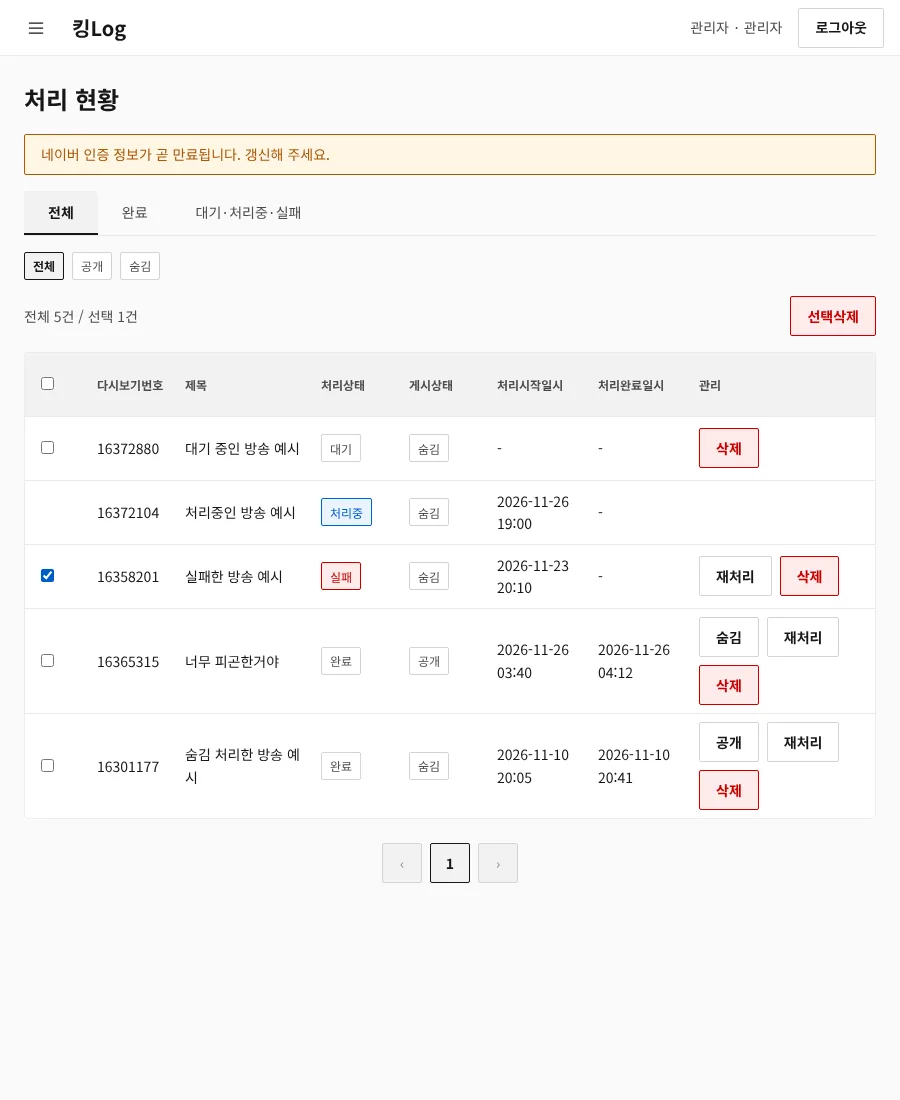 킹Log
관리자 · 관리자
로그아웃
처리 현황
네이버 인증 정보가 곧 만료됩니다. 갱신해 주세요.
전체
완료
대기·처리중·실패
전체
공개
숨김
전체 5건 / 선택 1건
선택삭제
다시보기번호 제목 처리상태 게시상태 처리시작일시 처리완료일시 관리
16372880 대기 중인 방송 예시 대기 숨김 - - 삭제
16372104 처리중인 방송 예시 처리중 숨김 2026-11-26
19:00
-
16358201 실패한 방송 예시 실패 숨김 2026-11-23
20:10
- 재처리 삭제
16365315 너무 피곤한거야 완료 공개 2026-11-26
03:40
2026-11-26
04:12
숨김 재처리
삭제
16301177 숨김 처리한 방송 예
시
완료 숨김 2026-11-10
20:05
2026-11-10
20:41
공개 재처리
삭제
‹ 1 ›